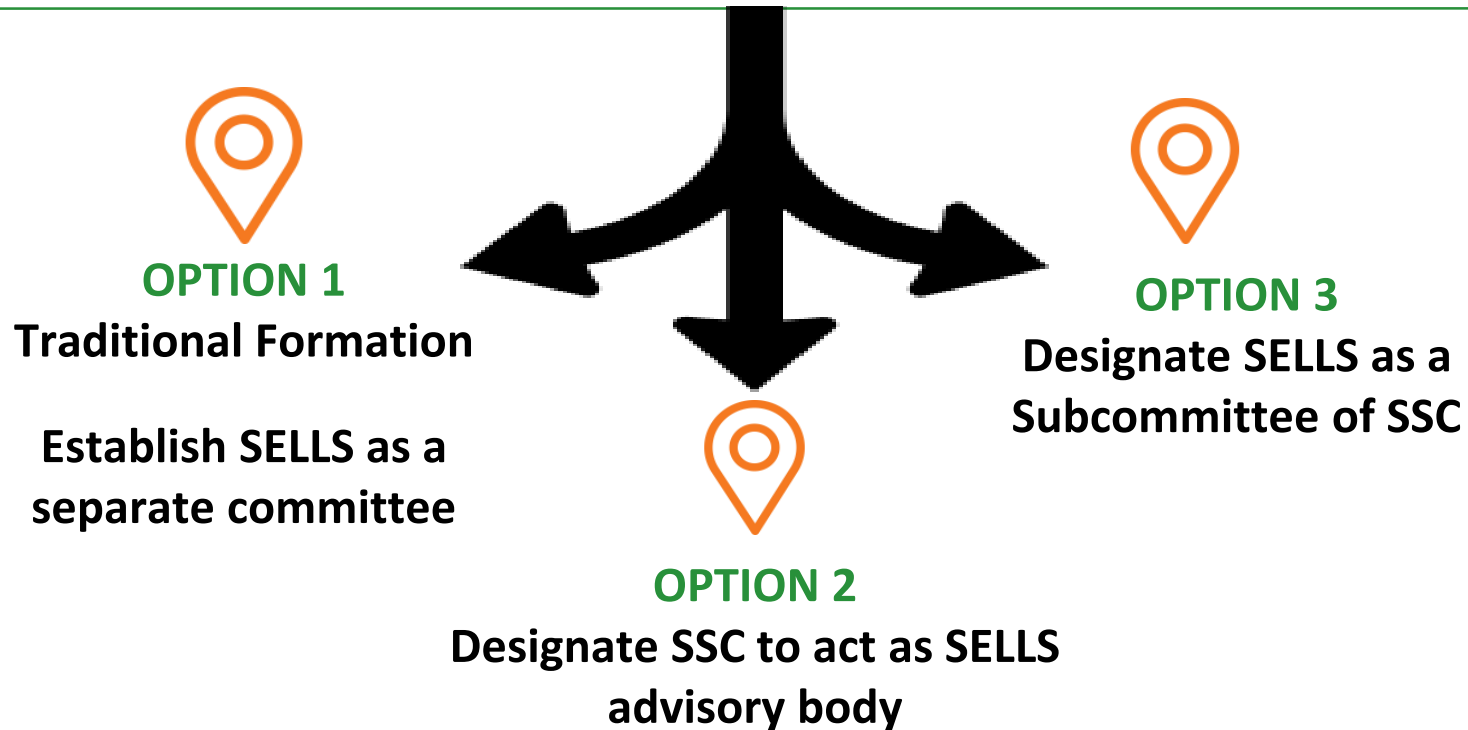 OPTION 1
Traditional Formation
Establish SELLS as a
separate committee
OPTION 2
Designate SSC to act as SELLS
advisory body
OPTION 3
Designate SELLS as a
Subcommittee of SSC